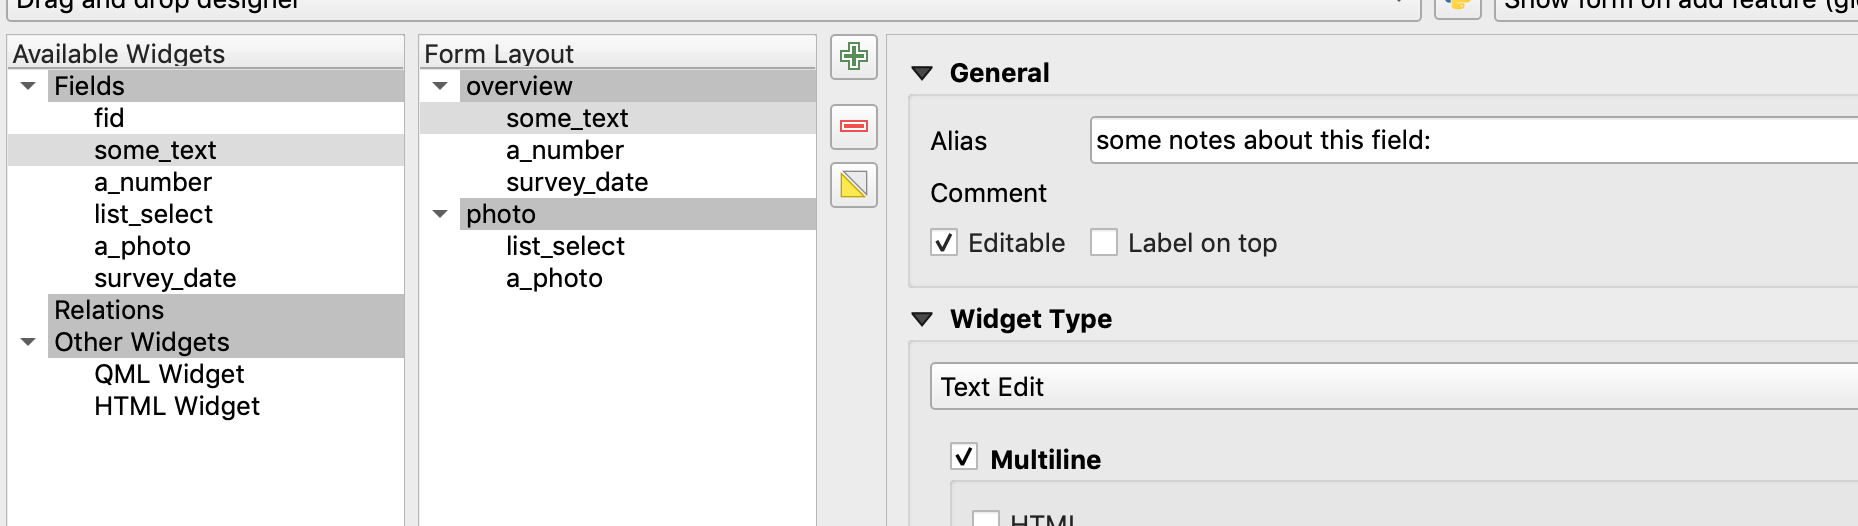 Drag and drop designer
Show form on add feature
Available Widgets
Fields
fid
some_text
a_number
list_select
a_photo
survey_date
Relations
Other Widgets
QML Widget
HTML Widget
Form Layout
overview
some_text
a_number
survey_date
photo
list_select
a_photo
General
Alias
some notes about this field:
Comment
Editable
Label on top
Widget Type
Text Edit
Multiline
HTML